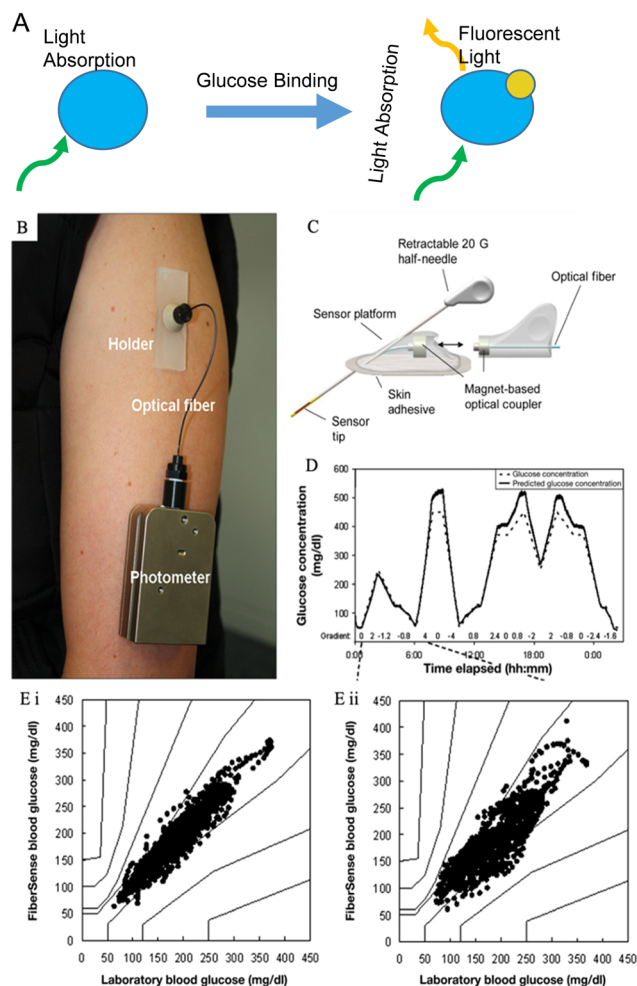 A
Light
Absorption
Glucose Binding
Light Absorption
Fluorescent
Light
B
Holder
Optical fiber
Photometer
C
Retractable 20 G
half-needle
Optical fiber
Sensor platform
Skin
adhesive
Magnet-based
optical coupler
Sensor
tip
D
Glucose concentration
(mg/dl)
600
500
400
300
200
100
Glucose concentration
Predicted glucose concentration
Gradient: 0 2 -1.2 -0.8 4 0 -4 0.8 2.4 0 0.8 -2 2 -0.8 0 -2.4 -1.6
0:00 6:00 12:00 18:00 0:00
Time elapsed (hh:mm)
E i
FiberSense blood glucose (mg/dl)
450
400
350
300
250
200
150
100
50
0
0 50 100 150 200 250 300 350 400 450
Laboratory blood glucose (mg/dl)
E ii
FiberSense blood glucose (mg/dl)
450
400
350
300
250
200
150
100
50
0
0 50 100 150 200 250 300 350 400 450
Laboratory blood glucose (mg/dl)